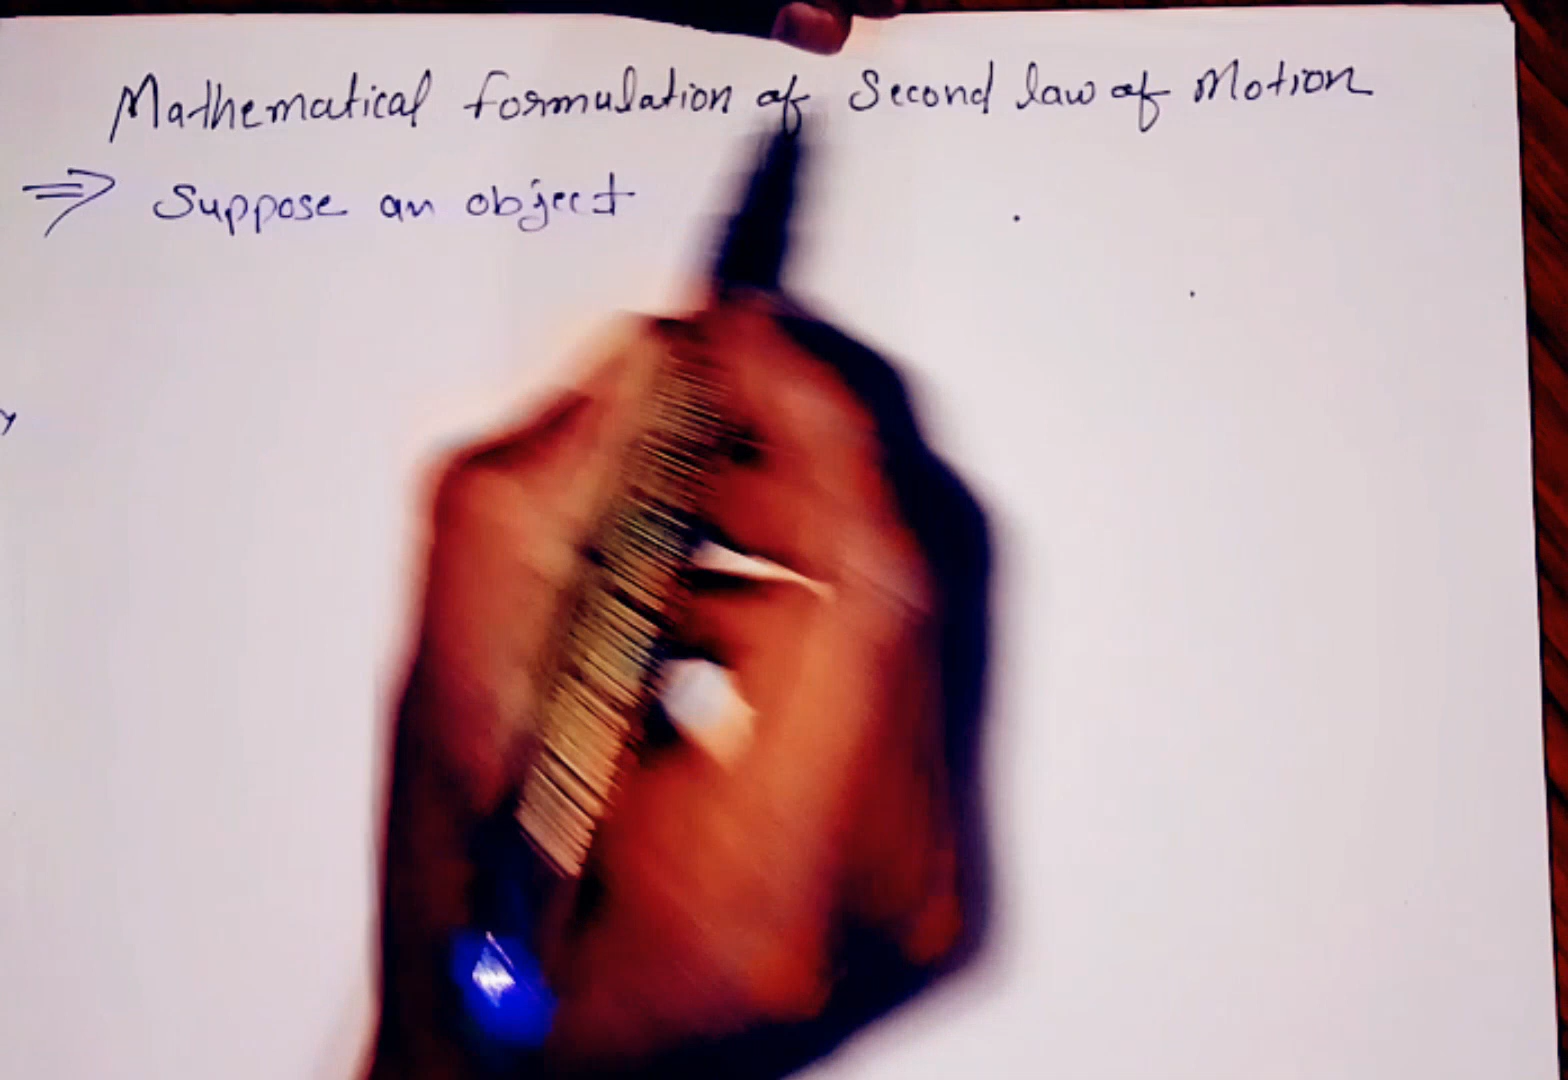 Mathematical formulation of Second law of Motion
⇒ Suppose an object